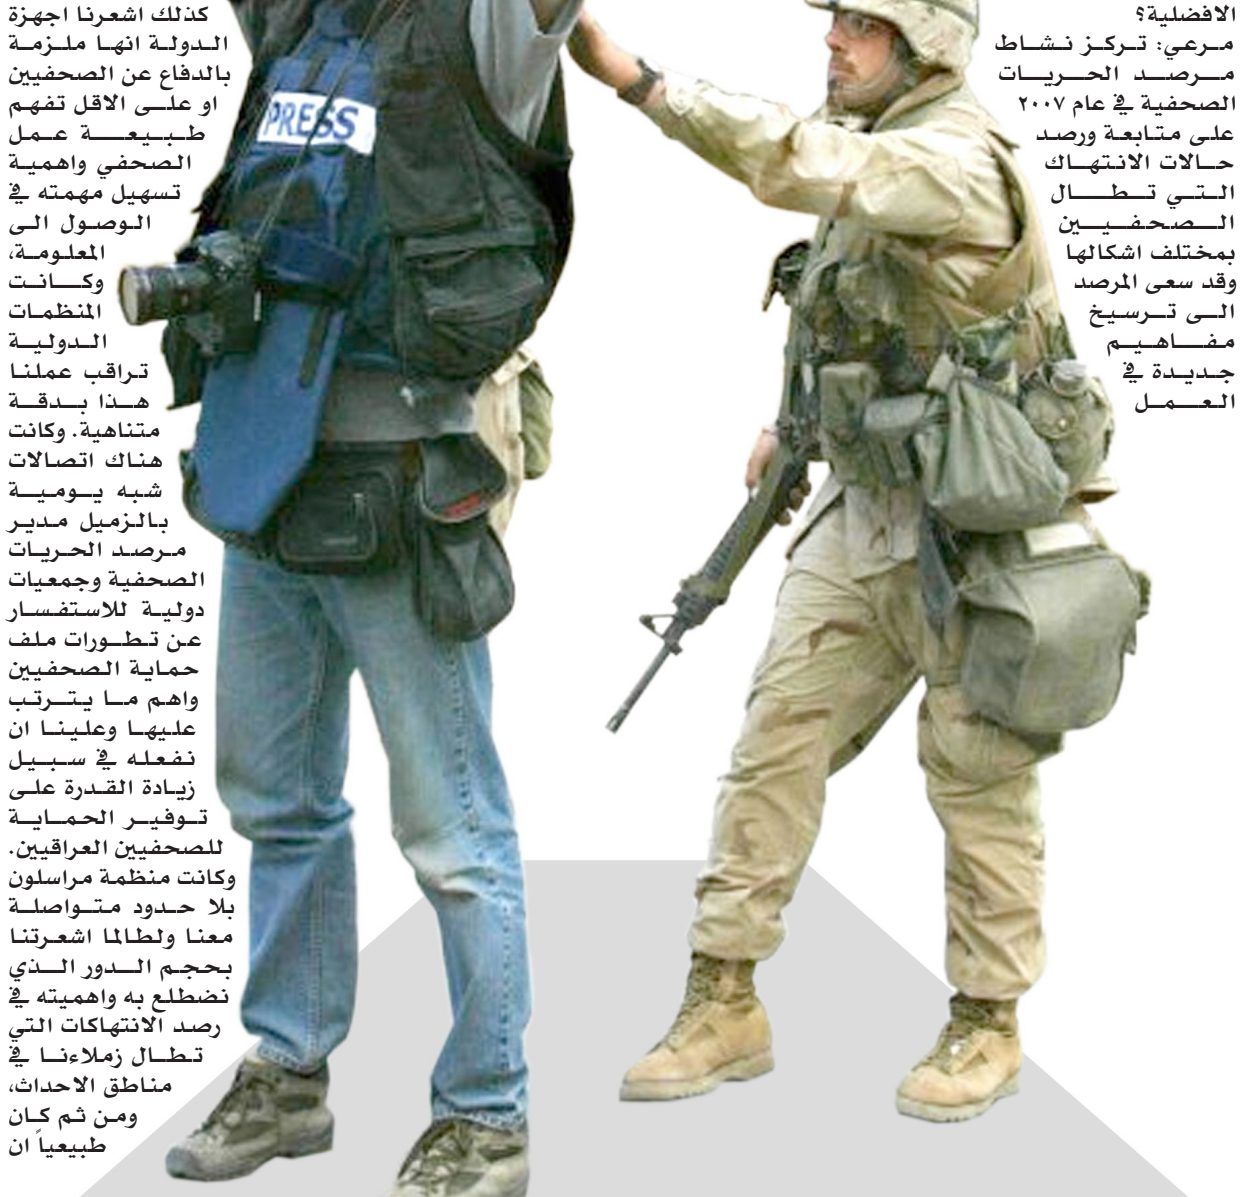 الافضلية؟
مرعي: تركز نشاط
مرصد الحريات
الصحفية في عام ٢٠٠٧
على متابعة ورصد
حالات الانتهاك
التي تطال
الصحفيين
بمختلف اشكالها
وقد سعى المرصد
الى ترسيخ
مفاهيم
جديدة في
العمل
كذلك اشعرنا اجهزة
الدولة انها ملزمة
بالدفاع عن الصحفيين
او على الاقل تفهم
طبيعة عمل
الصحفي واهمية
تسهيل مهمته في
الوصول الى
المعلومة،
وكانت
المنظمات
الدولية
تراقب عملنا
هذا بدقة
متناهية. وكانت
هناك اتصالات
شبه يومية
بالزميل مدير
مرصد الحريات
الصحفية وجمعيات
دولية للاستفسار
عن تطورات ملف
حماية الصحفيين
واهم ما يترتب
عليها وعلينا ان
نفعله في سبيل
زيادة القدرة على
توفير الحماية
للصحفيين العراقيين.
وكانت منظمة مراسلون
بلا حدود متواصلة
معنا ولطالما اشعرتنا
بحجم الدور الذي
نضطلع به واهميته في
رصد الانتهاكات التي
تطال زملاءنا في
مناطق الاحداث،
ومن ثم كان
طبيعياً ان
PRESS